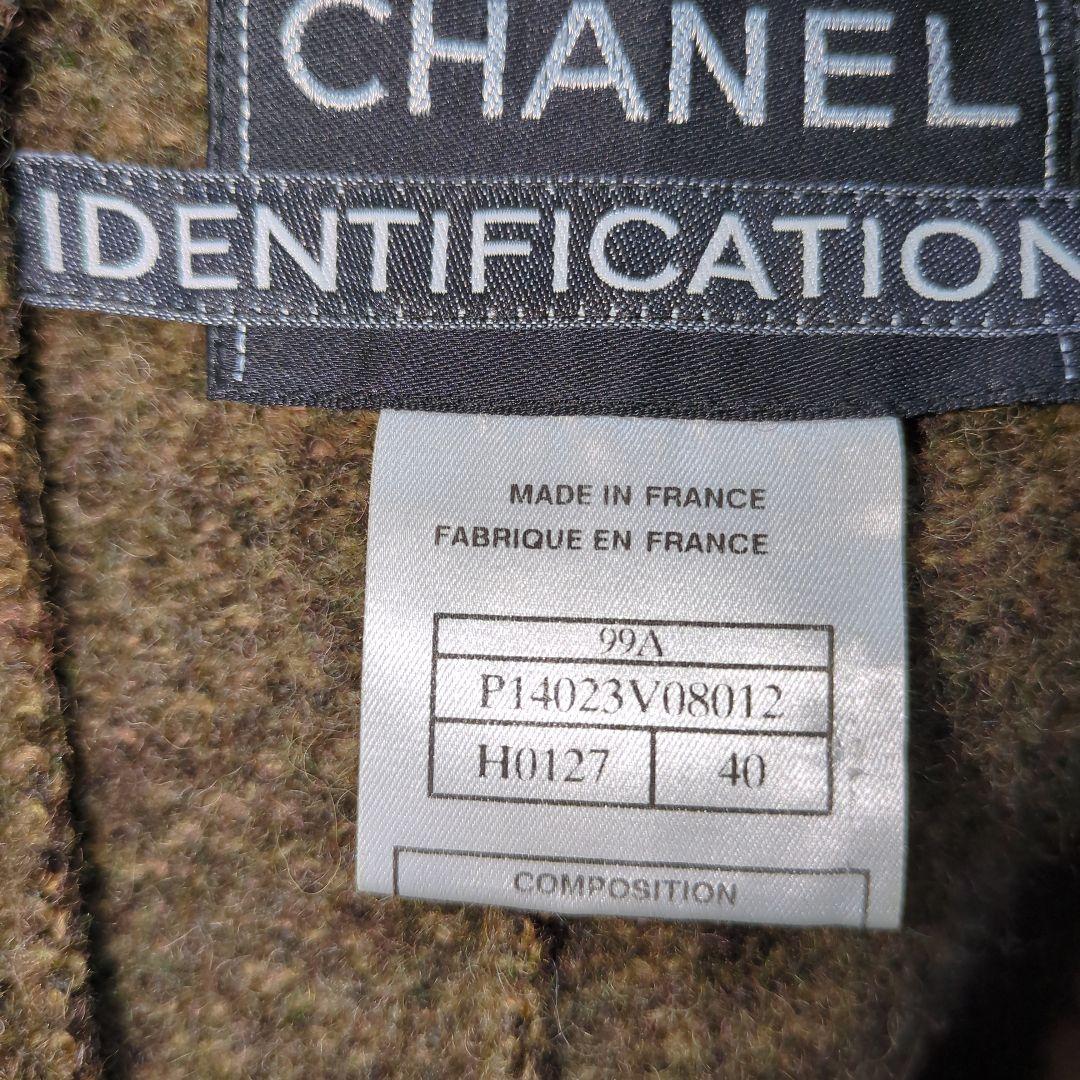 CHANEL
IDENTIFICATION
MADE IN FRANCE
FABRIQUE EN FRANCE
99A
P14023V08012
H0127 40
COMPOSITION